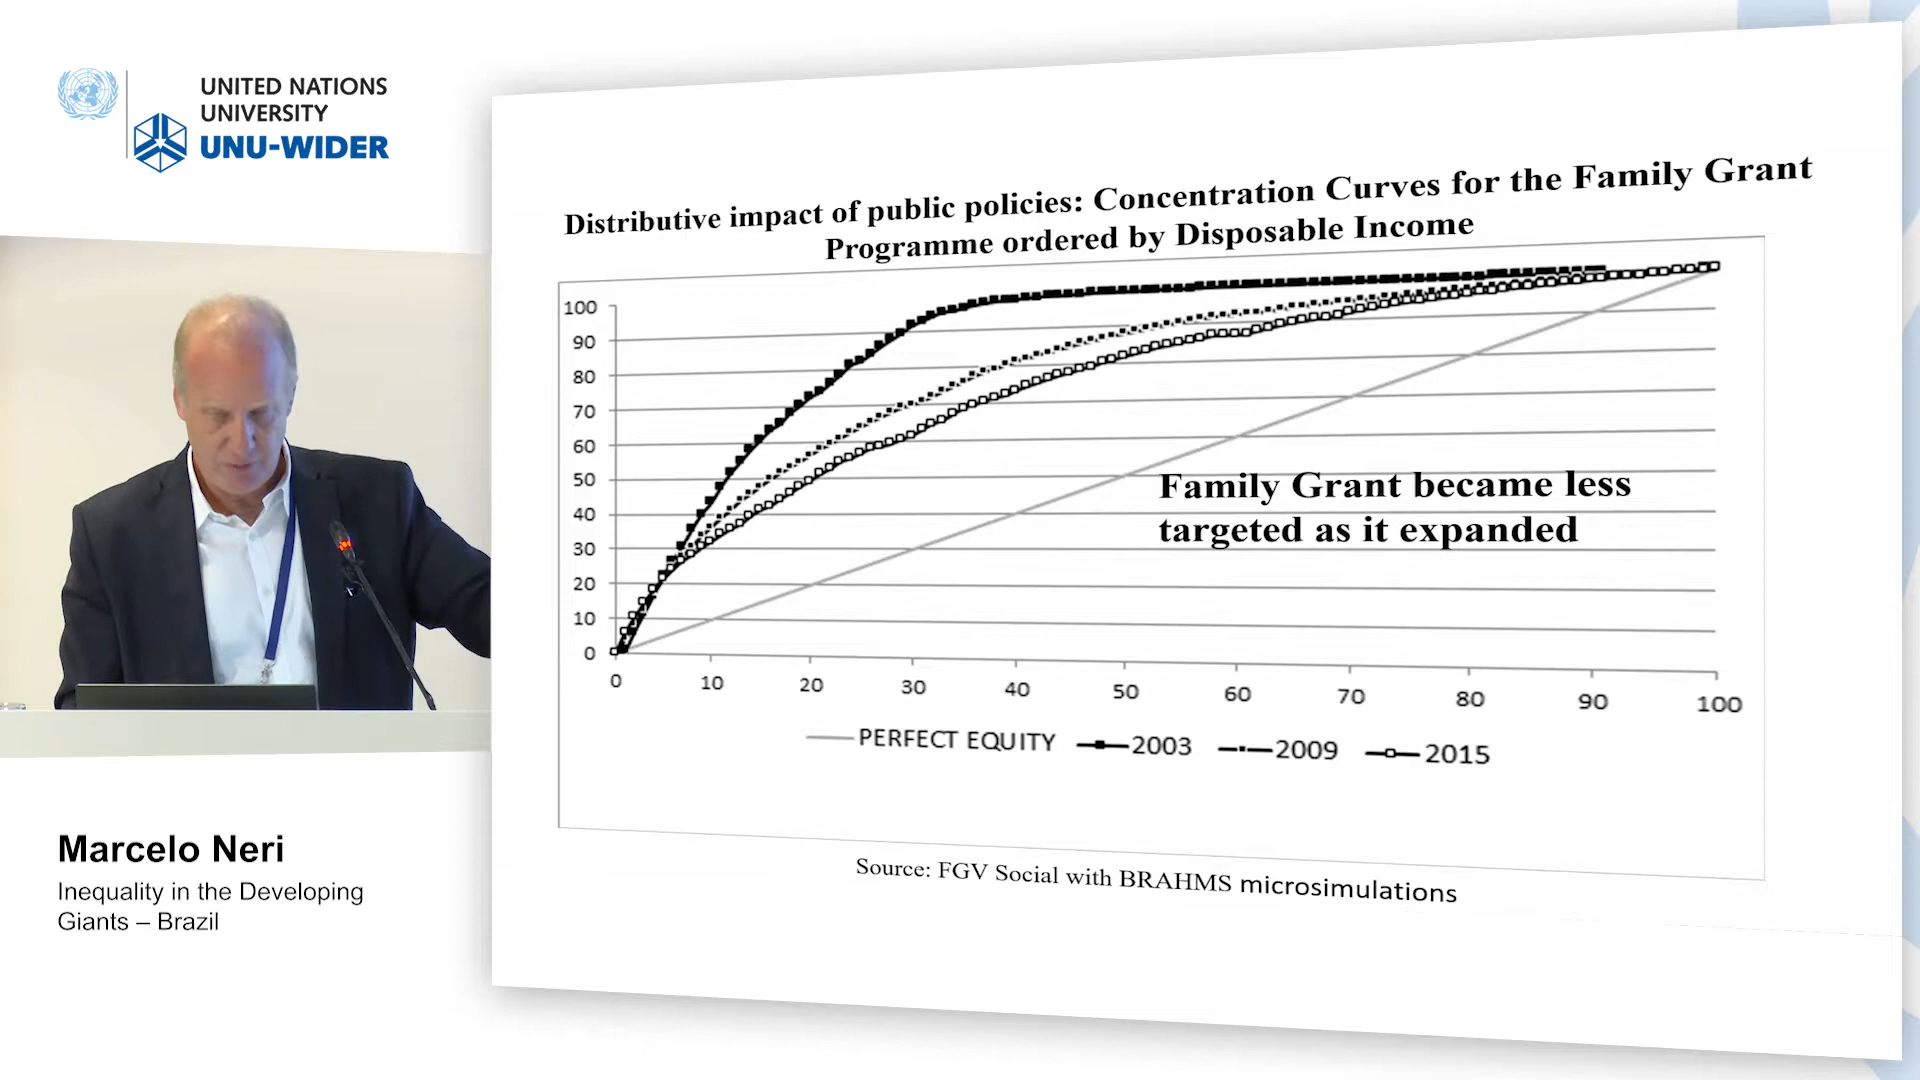 UNITED NATIONS
UNIVERSITY
UNU-WIDER
Distributive impact of public policies: Concentration Curves for the Family Grant
Programme ordered by Disposable Income
100
90
80
70
60
50
40
30
20
10
0
0 10 20 30 40 50 60 70 80 90 100
Family Grant became less
targeted as it expanded
PERFECT EQUITY 2003 2009 2015
Source: FGV Social with BRAHMS microsimulations
Marcelo Neri
Inequality in the Developing
Giants – Brazil